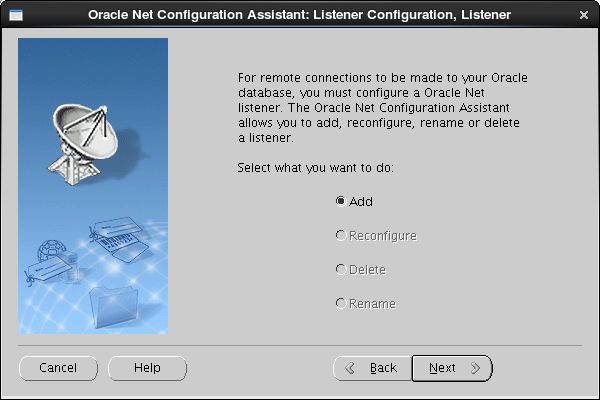 Oracle Net Configuration Assistant: Listener Configuration, Listener
For remote connections to be made to your Oracle
database, you must configure a Oracle Net
listener. The Oracle Net Configuration Assistant
allows you to add, reconfigure, rename or delete
a listener.
Select what you want to do:
Add
Reconfigure
Delete
Rename
Cancel
Help
Back
Next